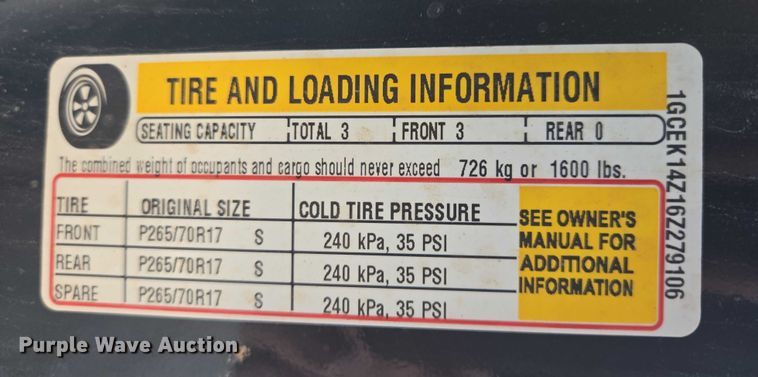 TIRE AND LOADING INFORMATION
SEATING CAPACITY TOTAL 3 FRONT 3 REAR 0
The combined weight of occupants and cargo should never exceed 726 kg or 1600 lbs.
TIRE ORIGINAL SIZE COLD TIRE PRESSURE
FRONT P265/70R17 S 240 kPa, 35 PSI
REAR P265/70R17 S 240 kPa, 35 PSI
SPARE P265/70R17 S 240 kPa, 35 PSI
SEE OWNER'S
MANUAL FOR
ADDITIONAL
INFORMATION
1GCEK14Z16Z279106
Purple Wave Auction